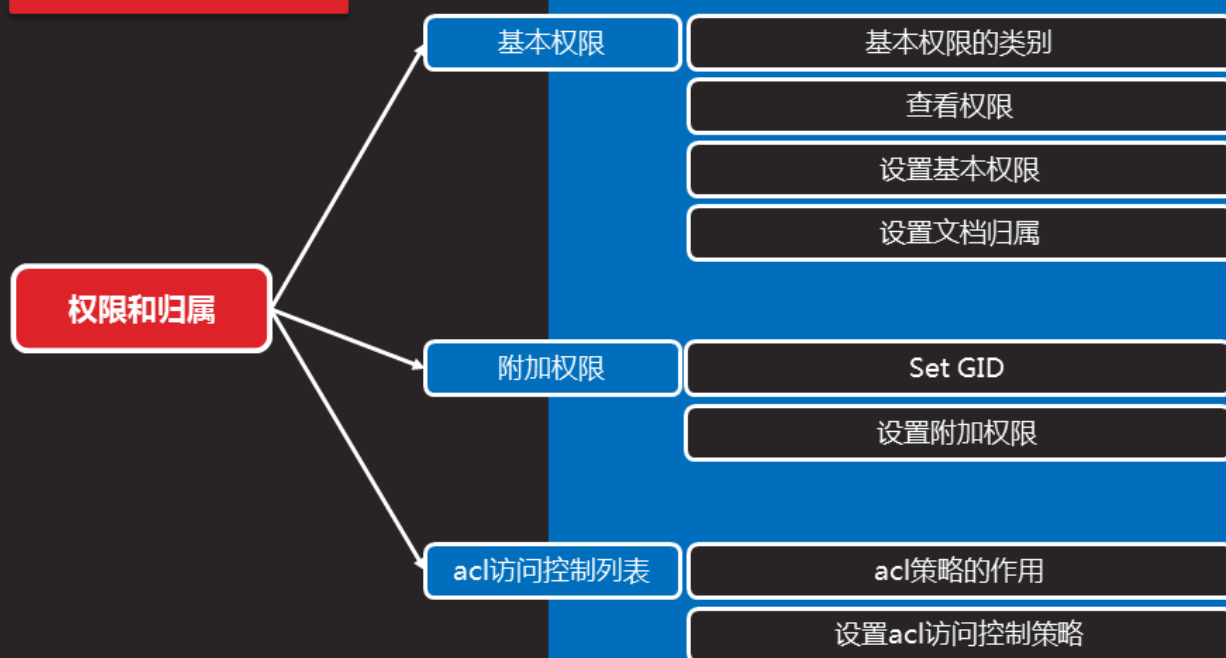 基本权限
基本权限的类别
查看权限
设置基本权限
设置文档归属
权限和归属
附加权限
Set GID
设置附加权限
acl访问控制列表
acl策略的作用
设置acl访问控制策略